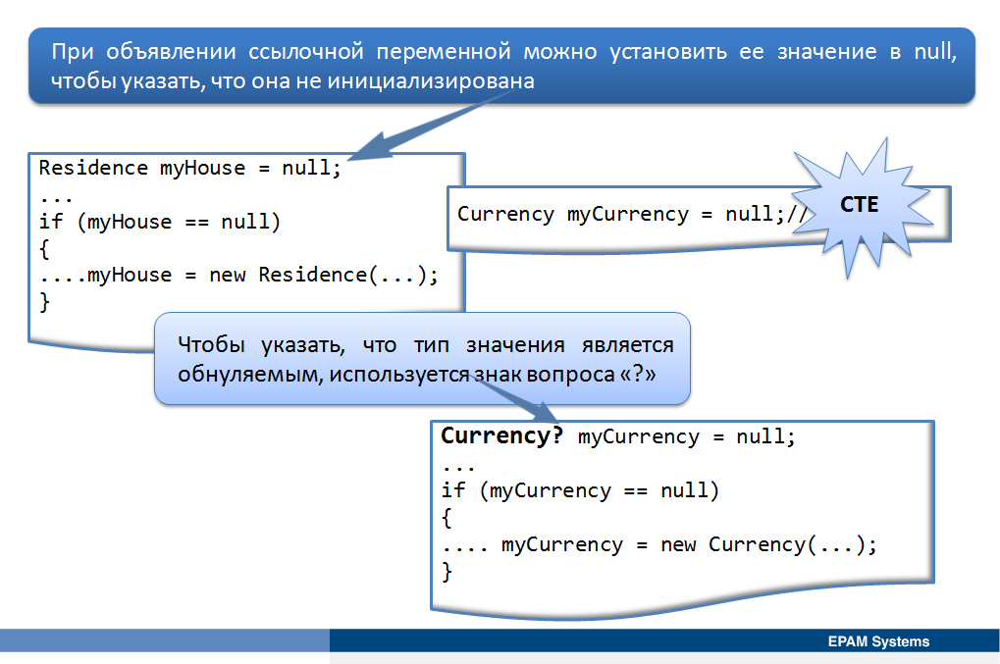 При объявлении ссылочной переменной можно установить ее значение в null,
чтобы указать, что она не инициализирована
Residence myHouse = null;
...
if (myHouse == null)
{
....myHouse = new Residence(...);
}
Currency myCurrency = null;//
CTE
Чтобы указать, что тип значения является
обнуляемым, используется знак вопроса «?»
Currency? myCurrency = null;
...
if (myCurrency == null)
{
.... myCurrency = new Currency(...);
}
EPAM Systems